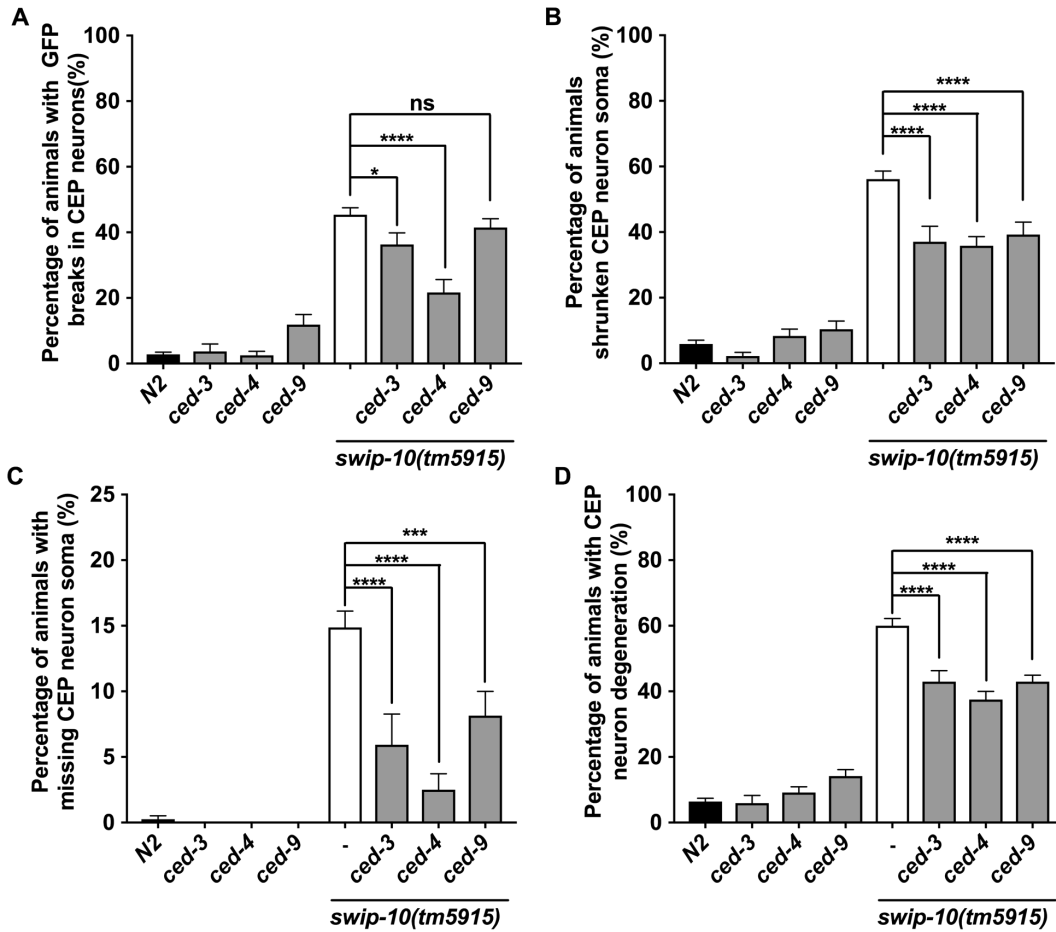 A
Percentage of animals with GFP
breaks in CEP neurons(%)
100
80
60
40
20
0
ns
****
*
N2
ced-3
ced-4
ced-9
-
ced-3
ced-4
ced-9
swip-10(tm5915)
B
Percentage of animals
shrunken CEP neuron soma (%)
100
80
60
40
20
0
****
****
****
N2
ced-3
ced-4
ced-9
-
ced-3
ced-4
ced-9
swip-10(tm5915)
C
Percentage of animals with
missing CEP neuron soma (%)
25
20
15
10
5
0
***
****
****
N2
ced-3
ced-4
ced-9
-
ced-3
ced-4
ced-9
swip-10(tm5915)
D
Percentage of animals with CEP
neuron degeneration (%)
100
80
60
40
20
0
****
****
****
N2
ced-3
ced-4
ced-9
-
ced-3
ced-4
ced-9
swip-10(tm5915)